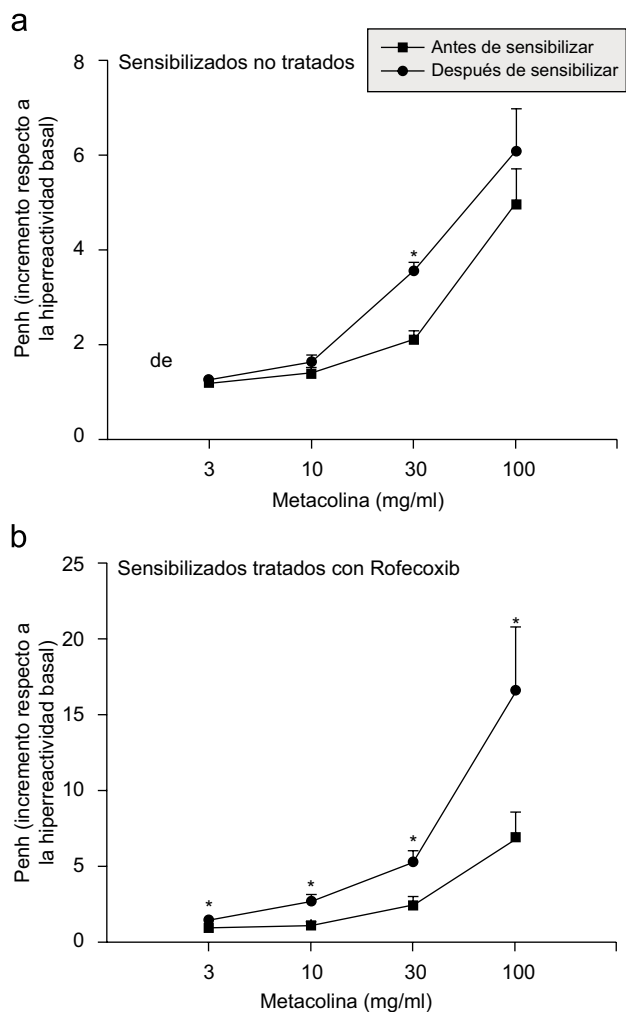 a
Sensibilizados no tratados
Antes de sensibilizar
Después de sensibilizar
Penh (incremento respecto a
la hiperreactividad basal)
8
6
4
2
0
de
*
3 10 30 100
Metacolina (mg/ml)
b
Sensibilizados tratados con Rofecoxib
Penh (incremento respecto a
la hiperreactividad basal)
25
20
15
10
5
0
* * * *
3 10 30 100
Metacolina (mg/ml)